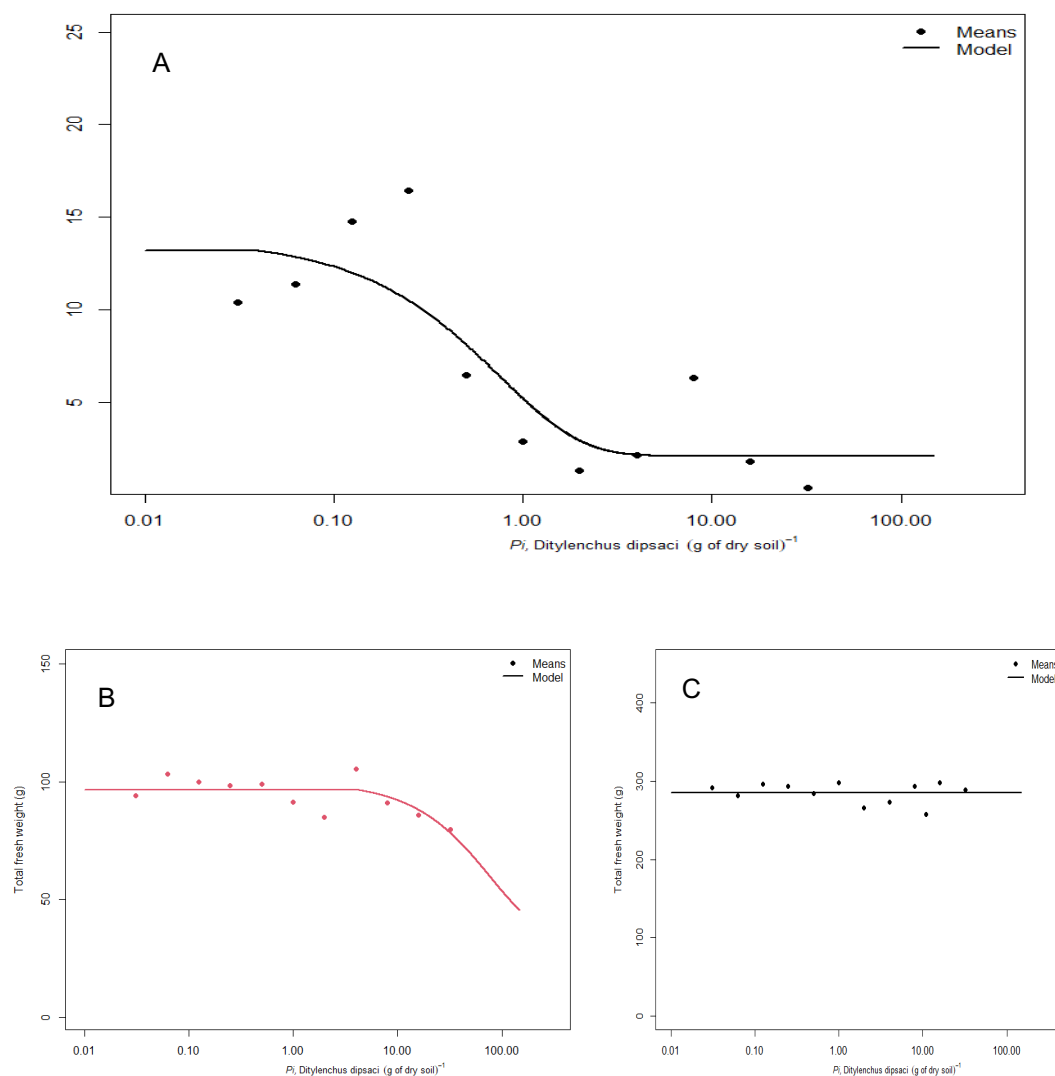 A
Means
Model
25
20
15
10
5
0.01 0.10 1.00 10.00 100.00
Pi, Ditylenchus dipsaci (g of dry soil)⁻¹
B
Means
Model
Total fresh weight (g)
150
100
50
0
0.01 0.10 1.00 10.00 100.00
Pi, Ditylenchus dipsaci (g of dry soil)⁻¹
C
Means
Model
Total fresh weight (g)
400
300
200
100
0
0.01 0.10 1.00 10.00 100.00
Pi, Ditylenchus dipsaci (g of dry soil)⁻¹